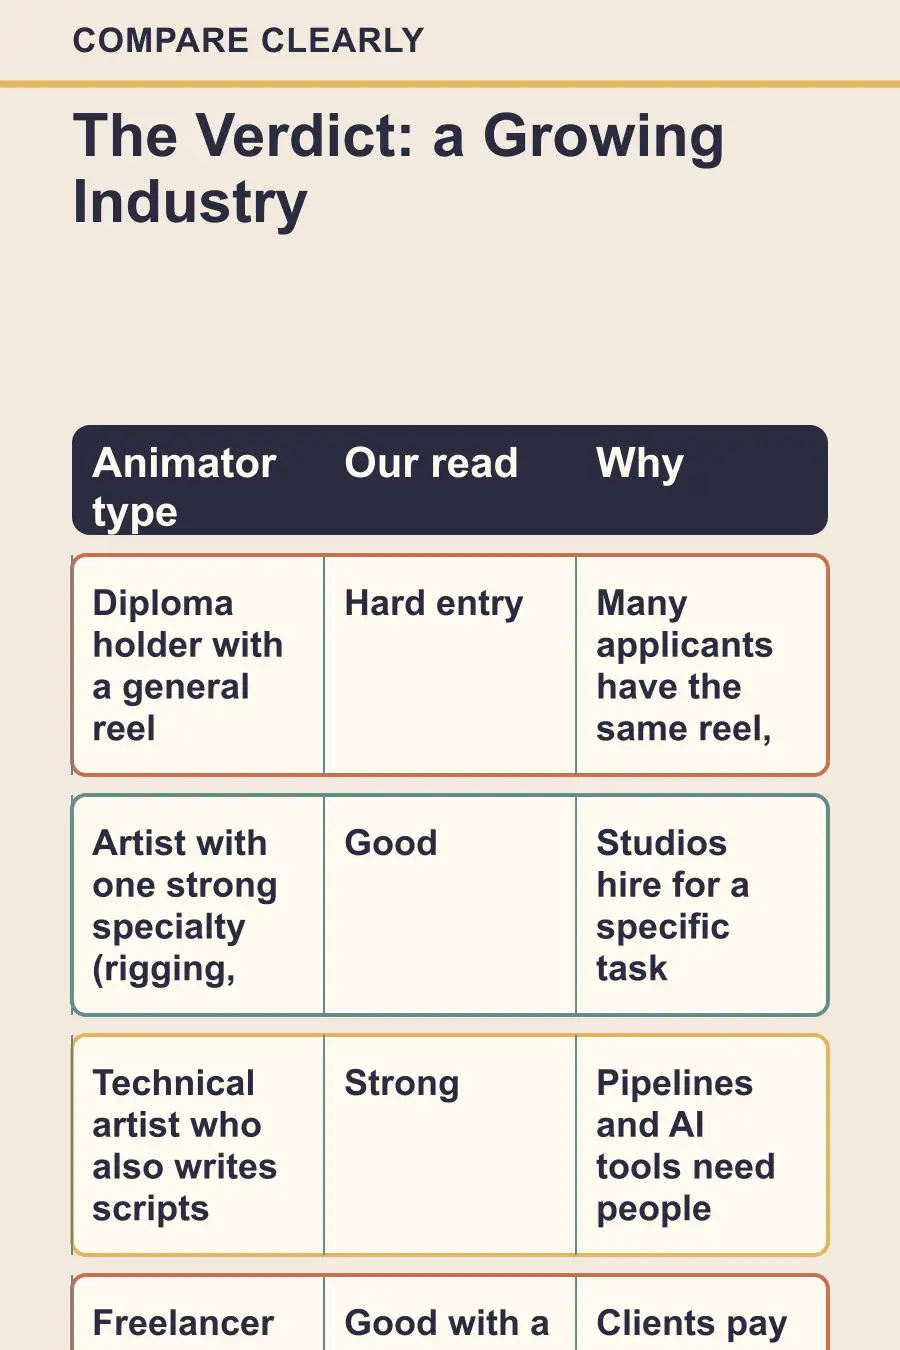 COMPARE CLEARLY
The Verdict: a Growing
Industry
Animator
type
Our read
Why
Diploma
holder with
a general
reel
Hard entry
Many
applicants
have the
same reel,
Artist with
one strong
specialty
(rigging,
Good
Studios
hire for a
specific
task
Technical
artist who
also writes
scripts
Strong
Pipelines
and AI
tools need
people
Freelancer
Good with a
Clients pay